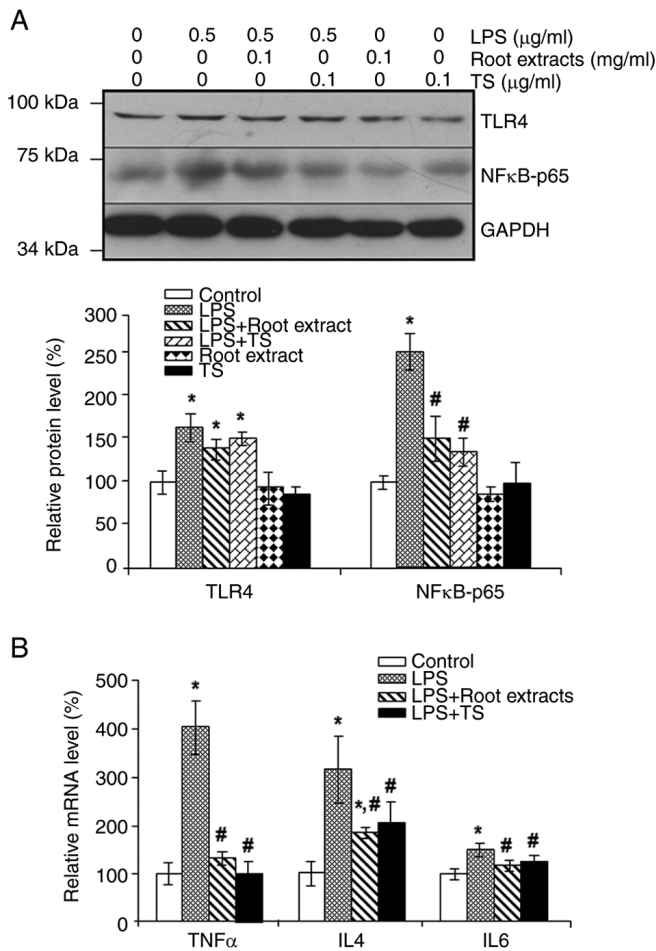 A
0 0.5 0.5 0.5 0 0 LPS (µg/ml)
0 0 0.1 0 0.1 0 Root extracts (mg/ml)
0 0 0 0.1 0 0.1 TS (µg/ml)
100 kDa
TLR4
75 kDa
NFκB-p65
GAPDH
34 kDa
Control
LPS
LPS+Root extract
LPS+TS
Root extract
TS
Relative protein level (%)
300
250
200
150
100
50
0
* * *
* # #
TLR4 NFκB-p65
B
Control
LPS
LPS+Root extracts
LPS+TS
Relative mRNA level (%)
500
400
300
200
100
0
* # #
* *,# #
* # #
TNFα IL4 IL6